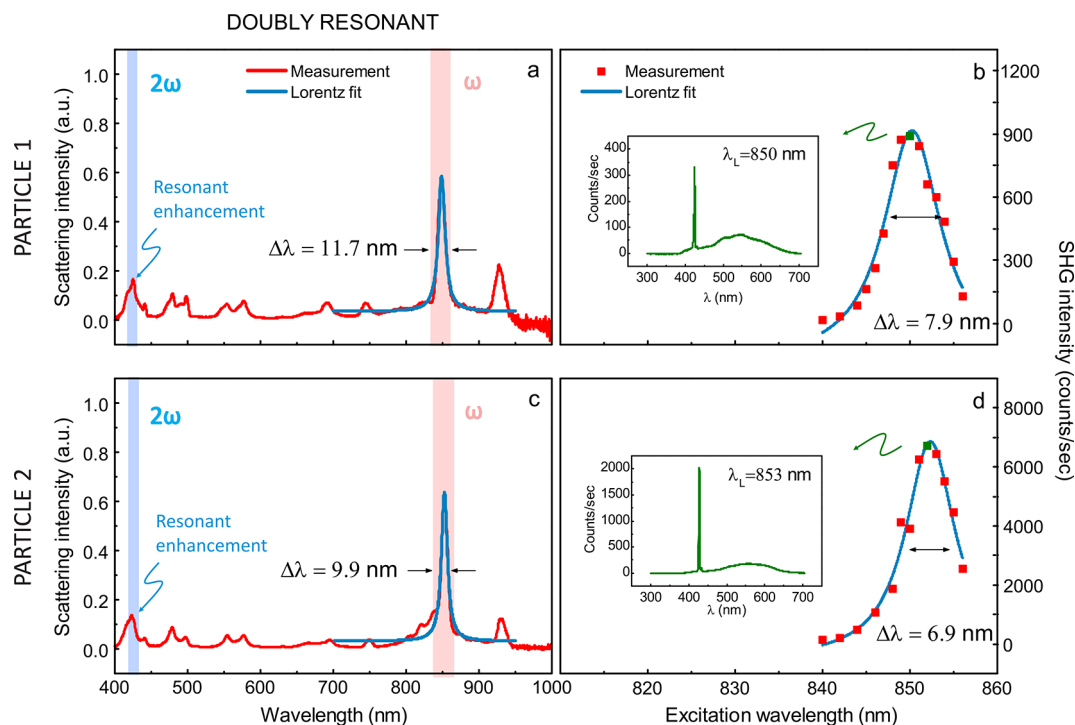 DOUBLY RESONANT
PARTICLE 1
Scattering intensity (a.u.)
1.0
0.8
0.6
0.4
0.2
0.0
2ω
Measurement
Lorentz fit
a
ω
Resonant
enhancement
Δλ = 11.7 nm
Measurement
Lorentz fit
b
Counts/sec
400
300
200
100
0
λL=850 nm
300 400 500 600 700
λ (nm)
Δλ = 7.9 nm
1200
900
600
300
0
SHG intensity (counts/sec)
PARTICLE 2
Scattering intensity (a.u.)
1.0
0.8
0.6
0.4
0.2
0.0
2ω
c
ω
Resonant
enhancement
Δλ = 9.9 nm
400 500 600 700 800 900 1000
Wavelength (nm)
d
Counts/sec
2000
1500
1000
500
0
λL=853 nm
300 400 500 600 700
λ (nm)
Δλ = 6.9 nm
8000
6000
4000
2000
0
820 830 840 850 860
Excitation wavelength (nm)